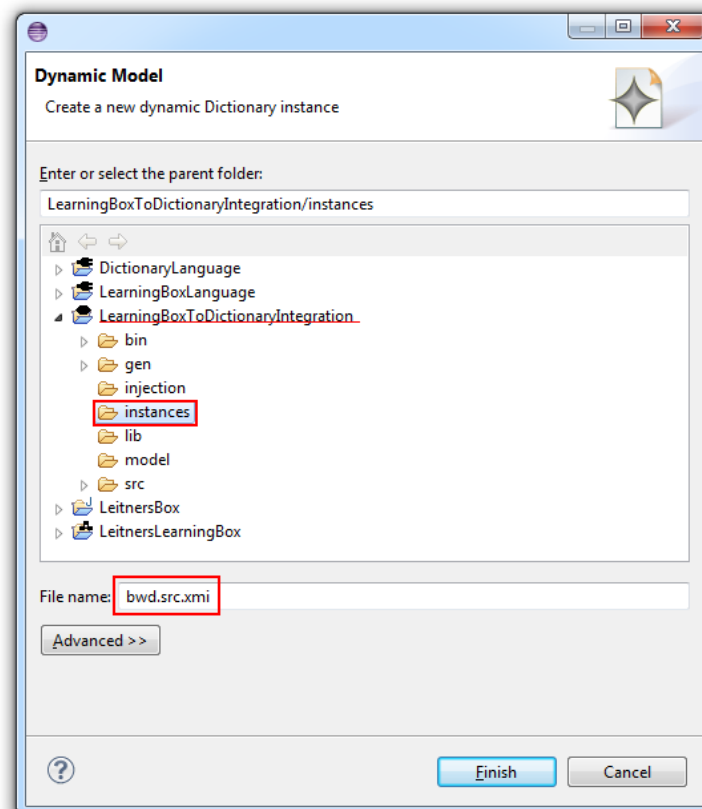 Dynamic Model
Create a new dynamic Dictionary instance
Enter or select the parent folder:
LearningBoxToDictionaryIntegration/instances
DictionaryLanguage
LearningBoxLanguage
LearningBoxToDictionaryIntegration
bin
gen
injection
instances
lib
model
src
LeitnersBox
LeitnersLearningBox
File name: bwd.src.xmi
Advanced >>
Finish Cancel